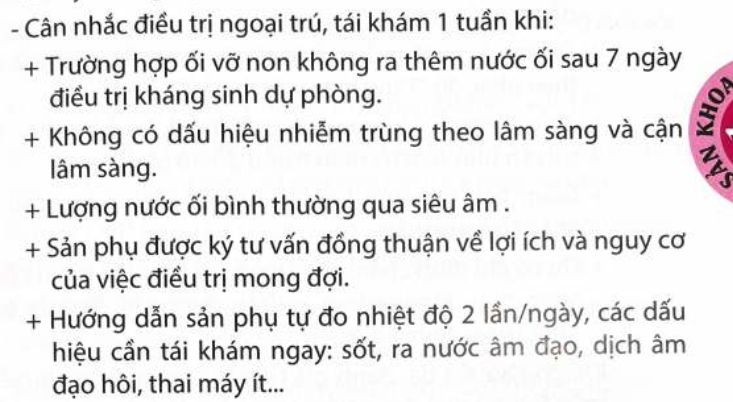 - Cân nhắc điều trị ngoại trú, tái khám 1 tuần khi:
+ Trường hợp ối vỡ non không ra thêm nước ối sau 7 ngày
điều trị kháng sinh dự phòng.
+ Không có dấu hiệu nhiễm trùng theo lâm sàng và cận
lâm sàng.
+ Lượng nước ối bình thường qua siêu âm .
+ Sản phụ được ký tư vấn đồng thuận về lợi ích và nguy cơ
của việc điều trị mong đợi.
+ Hướng dẫn sản phụ tự đo nhiệt độ 2 lần/ngày, các dấu
hiệu cần tái khám ngay: sốt, ra nước âm đạo, dịch âm
đạo hôi, thai máy ít...
SẢN KHOA